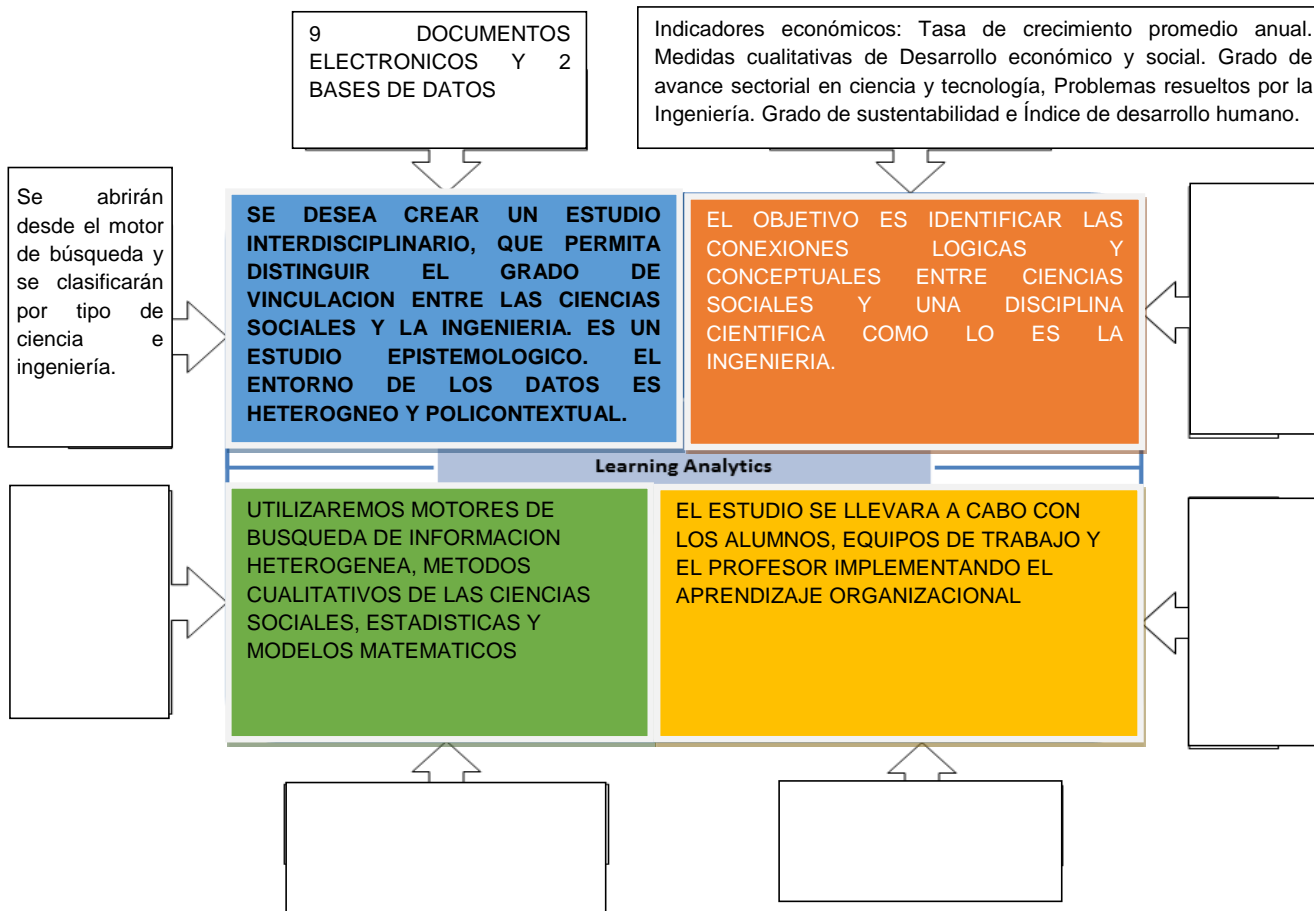 9 DOCUMENTOS
ELECTRONICOS Y 2
BASES DE DATOS
Indicadores económicos: Tasa de crecimiento promedio anual.
Medidas cualitativas de Desarrollo económico y social. Grado de
avance sectorial en ciencia y tecnología, Problemas resueltos por la
Ingeniería. Grado de sustentabilidad e Índice de desarrollo humano.
Se abrirán
desde el motor
de búsqueda y
se clasificarán
por tipo de
ciencia e
ingeniería.
SE DESEA CREAR UN ESTUDIO
INTERDISCIPLINARIO, QUE PERMITA
DISTINGUIR EL GRADO DE
VINCULACION ENTRE LAS CIENCIAS
SOCIALES Y LA INGENIERIA. ES UN
ESTUDIO EPISTEMOLOGICO. EL
ENTORNO DE LOS DATOS ES
HETEROGNEO Y POLICONTEXTUAL.
EL OBJETIVO ES IDENTIFICAR LAS
CONEXIONES LOGICAS Y
CONCEPTUALES ENTRE CIENCIAS
SOCIALES Y UNA DISCIPLINA
CIENTIFICA COMO LO ES LA
INGENIERIA.
Learning Analytics
UTILIZAREMOS MOTORES DE
BUSQUEDA DE INFORMACION
HETEROGENEA, METODOS
CUALITATIVOS DE LAS CIENCIAS
SOCIALES, ESTADISTICAS Y
MODELOS MATEMATICOS
EL ESTUDIO SE LLEVARA A CABO CON
LOS ALUMNOS, EQUIPOS DE TRABAJO Y
EL PROFESOR IMPLEMENTANDO EL
APRENDIZAJE ORGANIZACIONAL